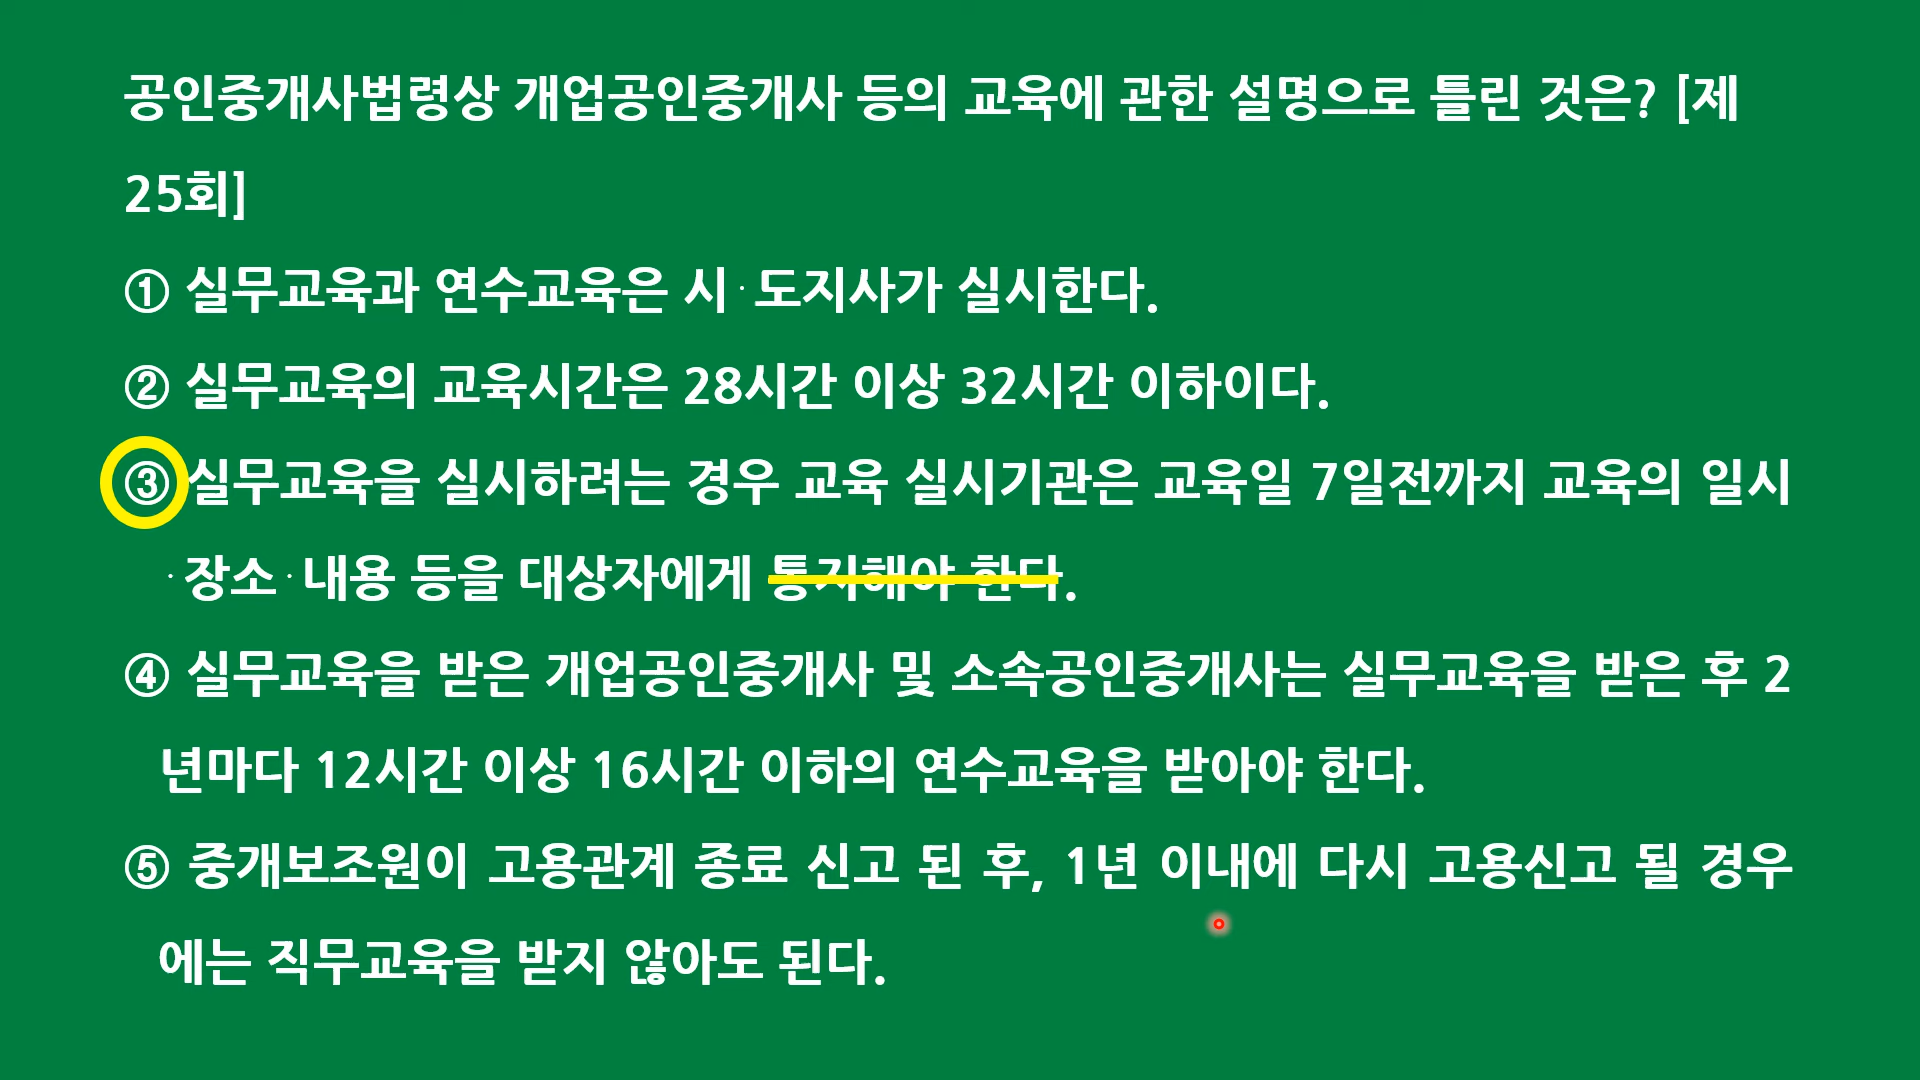 공인중개사법령상 개업공인중개사 등의 교육에 관한 설명으로 틀린 것은? [제
25회]
① 실무교육과 연수교육은 시·도지사가 실시한다.
② 실무교육의 교육시간은 28시간 이상 32시간 이하이다.
③ 실무교육을 실시하려는 경우 교육 실시기관은 교육일 7일전까지 교육의 일시
·장소·내용 등을 대상자에게 통지해야 한다.
④ 실무교육을 받은 개업공인중개사 및 소속공인중개사는 실무교육을 받은 후 2
년마다 12시간 이상 16시간 이하의 연수교육을 받아야 한다.
⑤ 중개보조원이 고용관계 종료 신고 된 후, 1년 이내에 다시 고용신고 될 경우
에는 직무교육을 받지 않아도 된다.